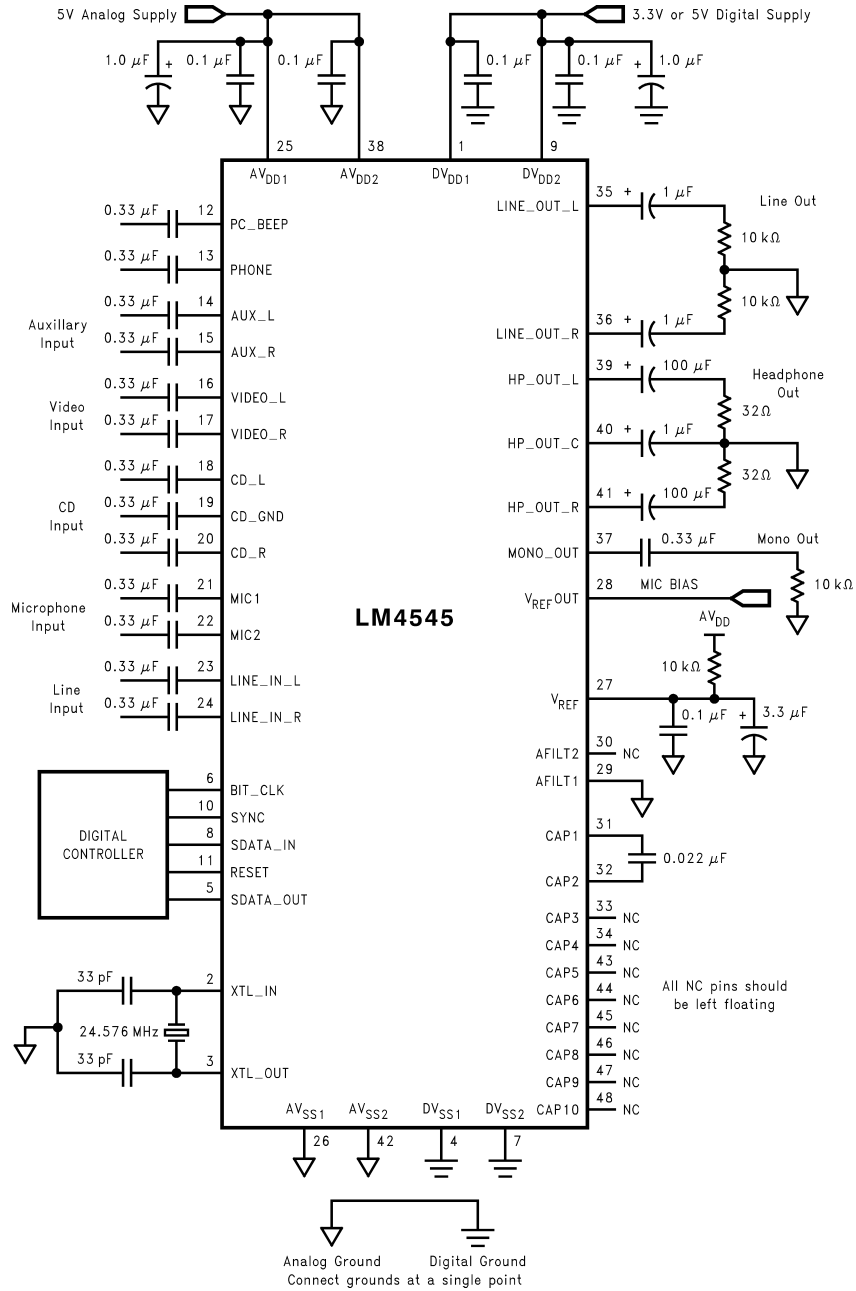 5V Analog Supply
3.3V or 5V Digital Supply
1.0 µF +
0.1 µF
0.1 µF
0.1 µF
0.1 µF
+ 1.0 µF
25
38
1
9
AVDD1
AVDD2
DVDD1
DVDD2
0.33 µF
12
PC_BEEP
0.33 µF
13
PHONE
Auxillary
Input
0.33 µF
14
AUX_L
0.33 µF
15
AUX_R
Video
Input
0.33 µF
16
VIDEO_L
0.33 µF
17
VIDEO_R
CD
Input
0.33 µF
18
CD_L
0.33 µF
19
CD_GND
0.33 µF
20
CD_R
Microphone
Input
0.33 µF
21
MIC1
0.33 µF
22
MIC2
Line
Input
0.33 µF
23
LINE_IN_L
0.33 µF
24
LINE_IN_R
DIGITAL
CONTROLLER
6
BIT_CLK
10
SYNC
8
SDATA_IN
11
RESET
5
SDATA_OUT
33 pF
2
XTL_IN
24.576 MHz
33 pF
3
XTL_OUT
LM4545
LINE_OUT_L
35
+
1 µF
Line Out
10 kΩ
10 kΩ
LINE_OUT_R
36
+
1 µF
HP_OUT_L
39
+
100 µF
Headphone
Out
32Ω
HP_OUT_C
40
+
1 µF
32Ω
HP_OUT_R
41
+
100 µF
MONO_OUT
37
0.33 µF
Mono Out
10 kΩ
VREFOUT
28
MIC BIAS
AVDD
10 kΩ
VREF
27
0.1 µF
+
3.3 µF
AFILT2
30
NC
AFILT1
29
CAP1
31
0.022 µF
CAP2
32
CAP3
33
NC
CAP4
34
NC
CAP5
43
NC
CAP6
44
NC
CAP7
45
NC
CAP8
46
NC
CAP9
47
NC
CAP10
48
NC
All NC pins should
be left floating
AVSS1
AVSS2
DVSS1
DVSS2
26
42
4
7
Analog Ground
Digital Ground
Connect grounds at a single point